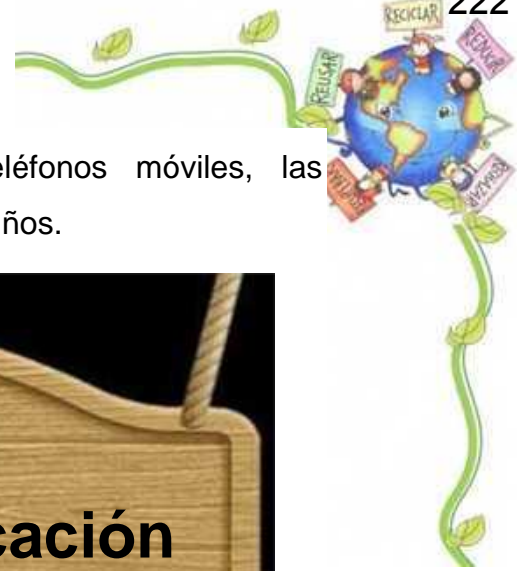 222
RECICLAR
REUSAR
eléfonos móviles, las
ños.
cación